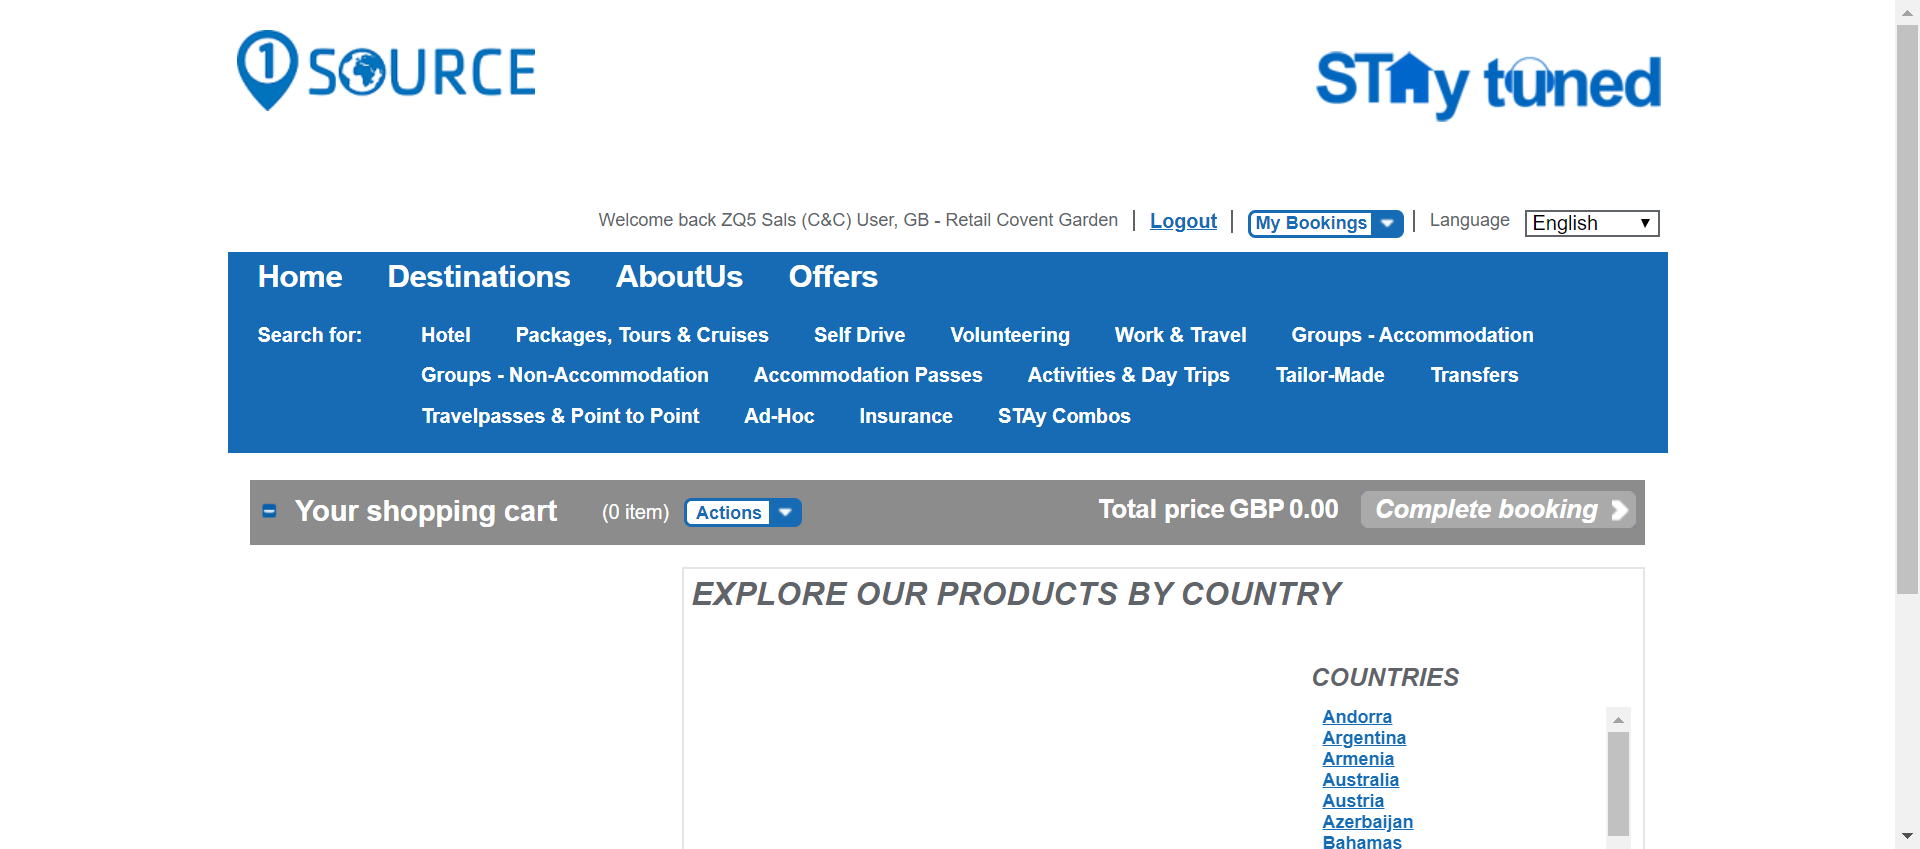 1 SOURCE
STAy tuned
Welcome back ZQ5 Sals (C&C) User, GB - Retail Covent Garden | Logout | My Bookings | Language English
Home Destinations AboutUs Offers
Search for: Hotel Packages, Tours & Cruises Self Drive Volunteering Work & Travel Groups - Accommodation
Groups - Non-Accommodation Accommodation Passes Activities & Day Trips Tailor-Made Transfers
Travelpasses & Point to Point Ad-Hoc Insurance STAy Combos
Your shopping cart (0 item) Actions Total price GBP 0.00 Complete booking
EXPLORE OUR PRODUCTS BY COUNTRY
COUNTRIES
Andorra
Argentina
Armenia
Australia
Austria
Azerbaijan
Bahamas